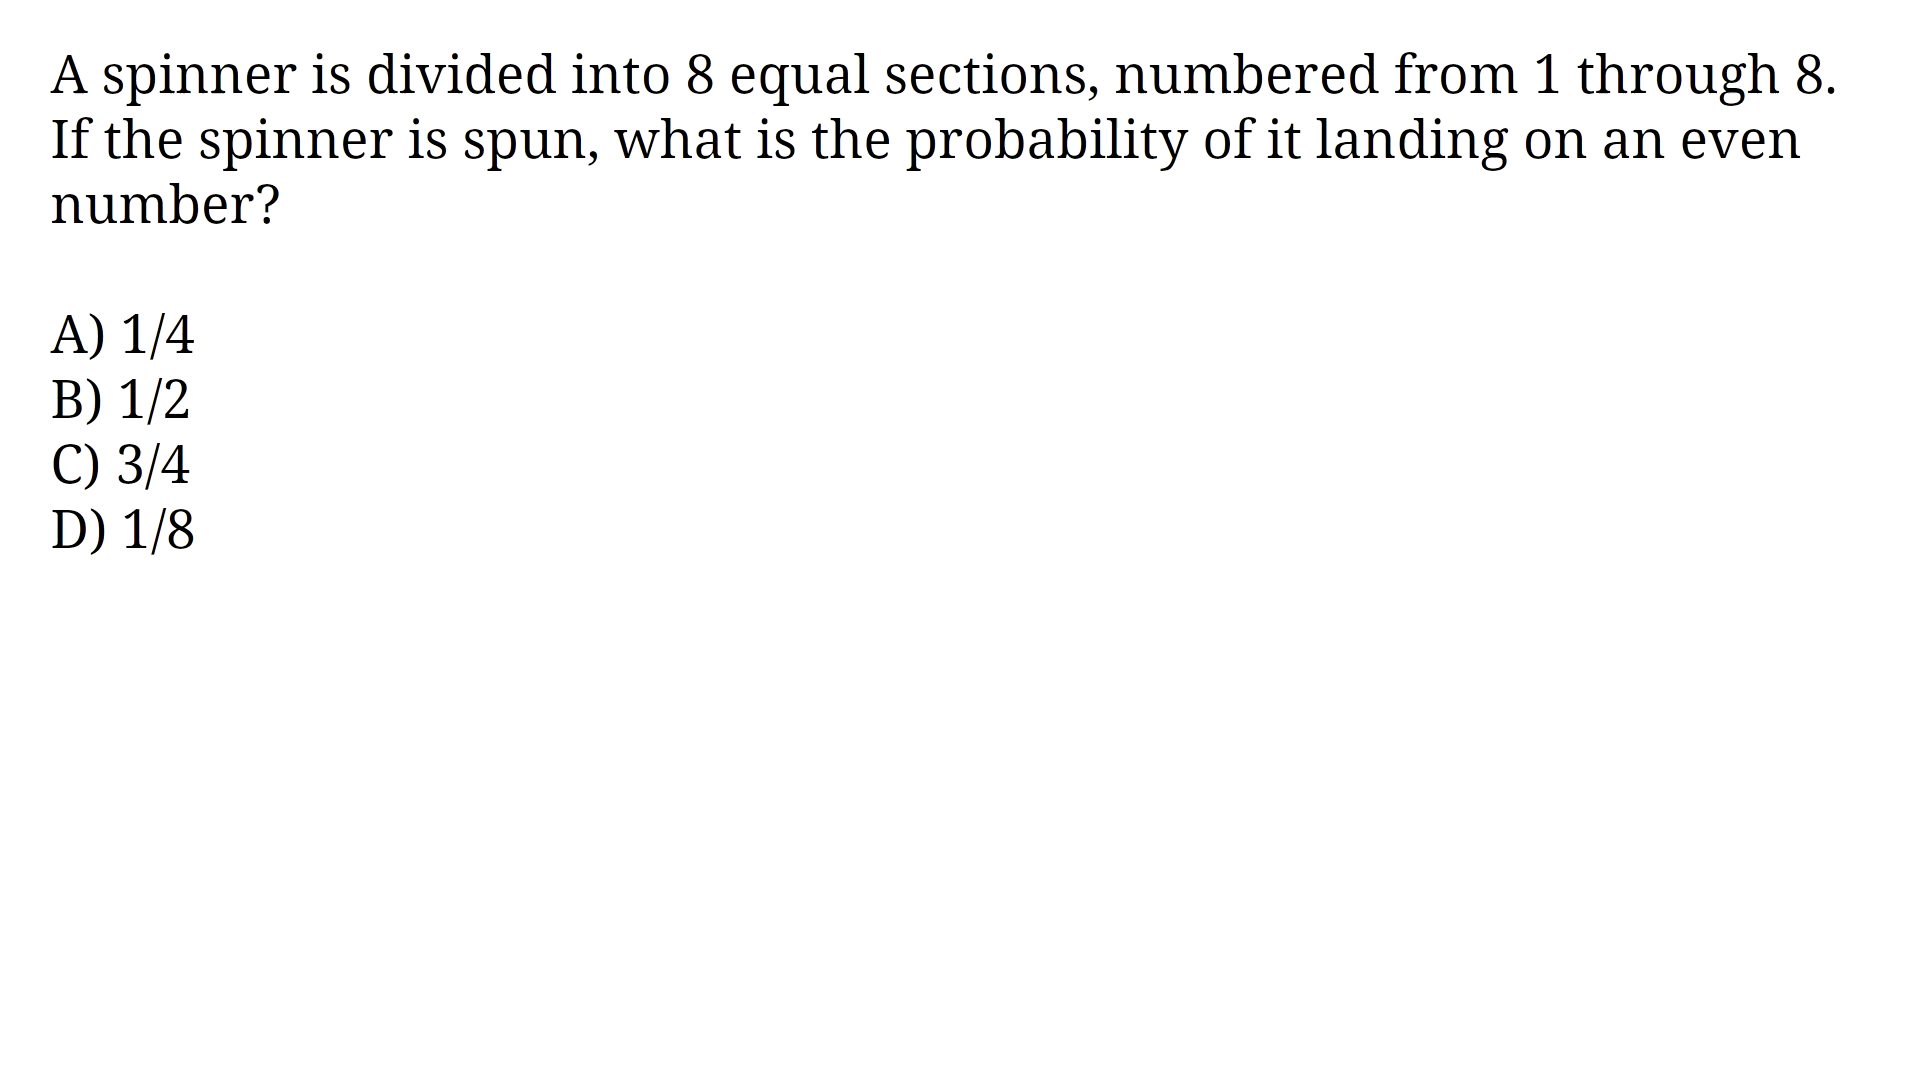 A spinner is divided into 8 equal sections, numbered from 1 through 8.
If the spinner is spun, what is the probability of it landing on an even
number?
A) 1/4
B) 1/2
C) 3/4
D) 1/8